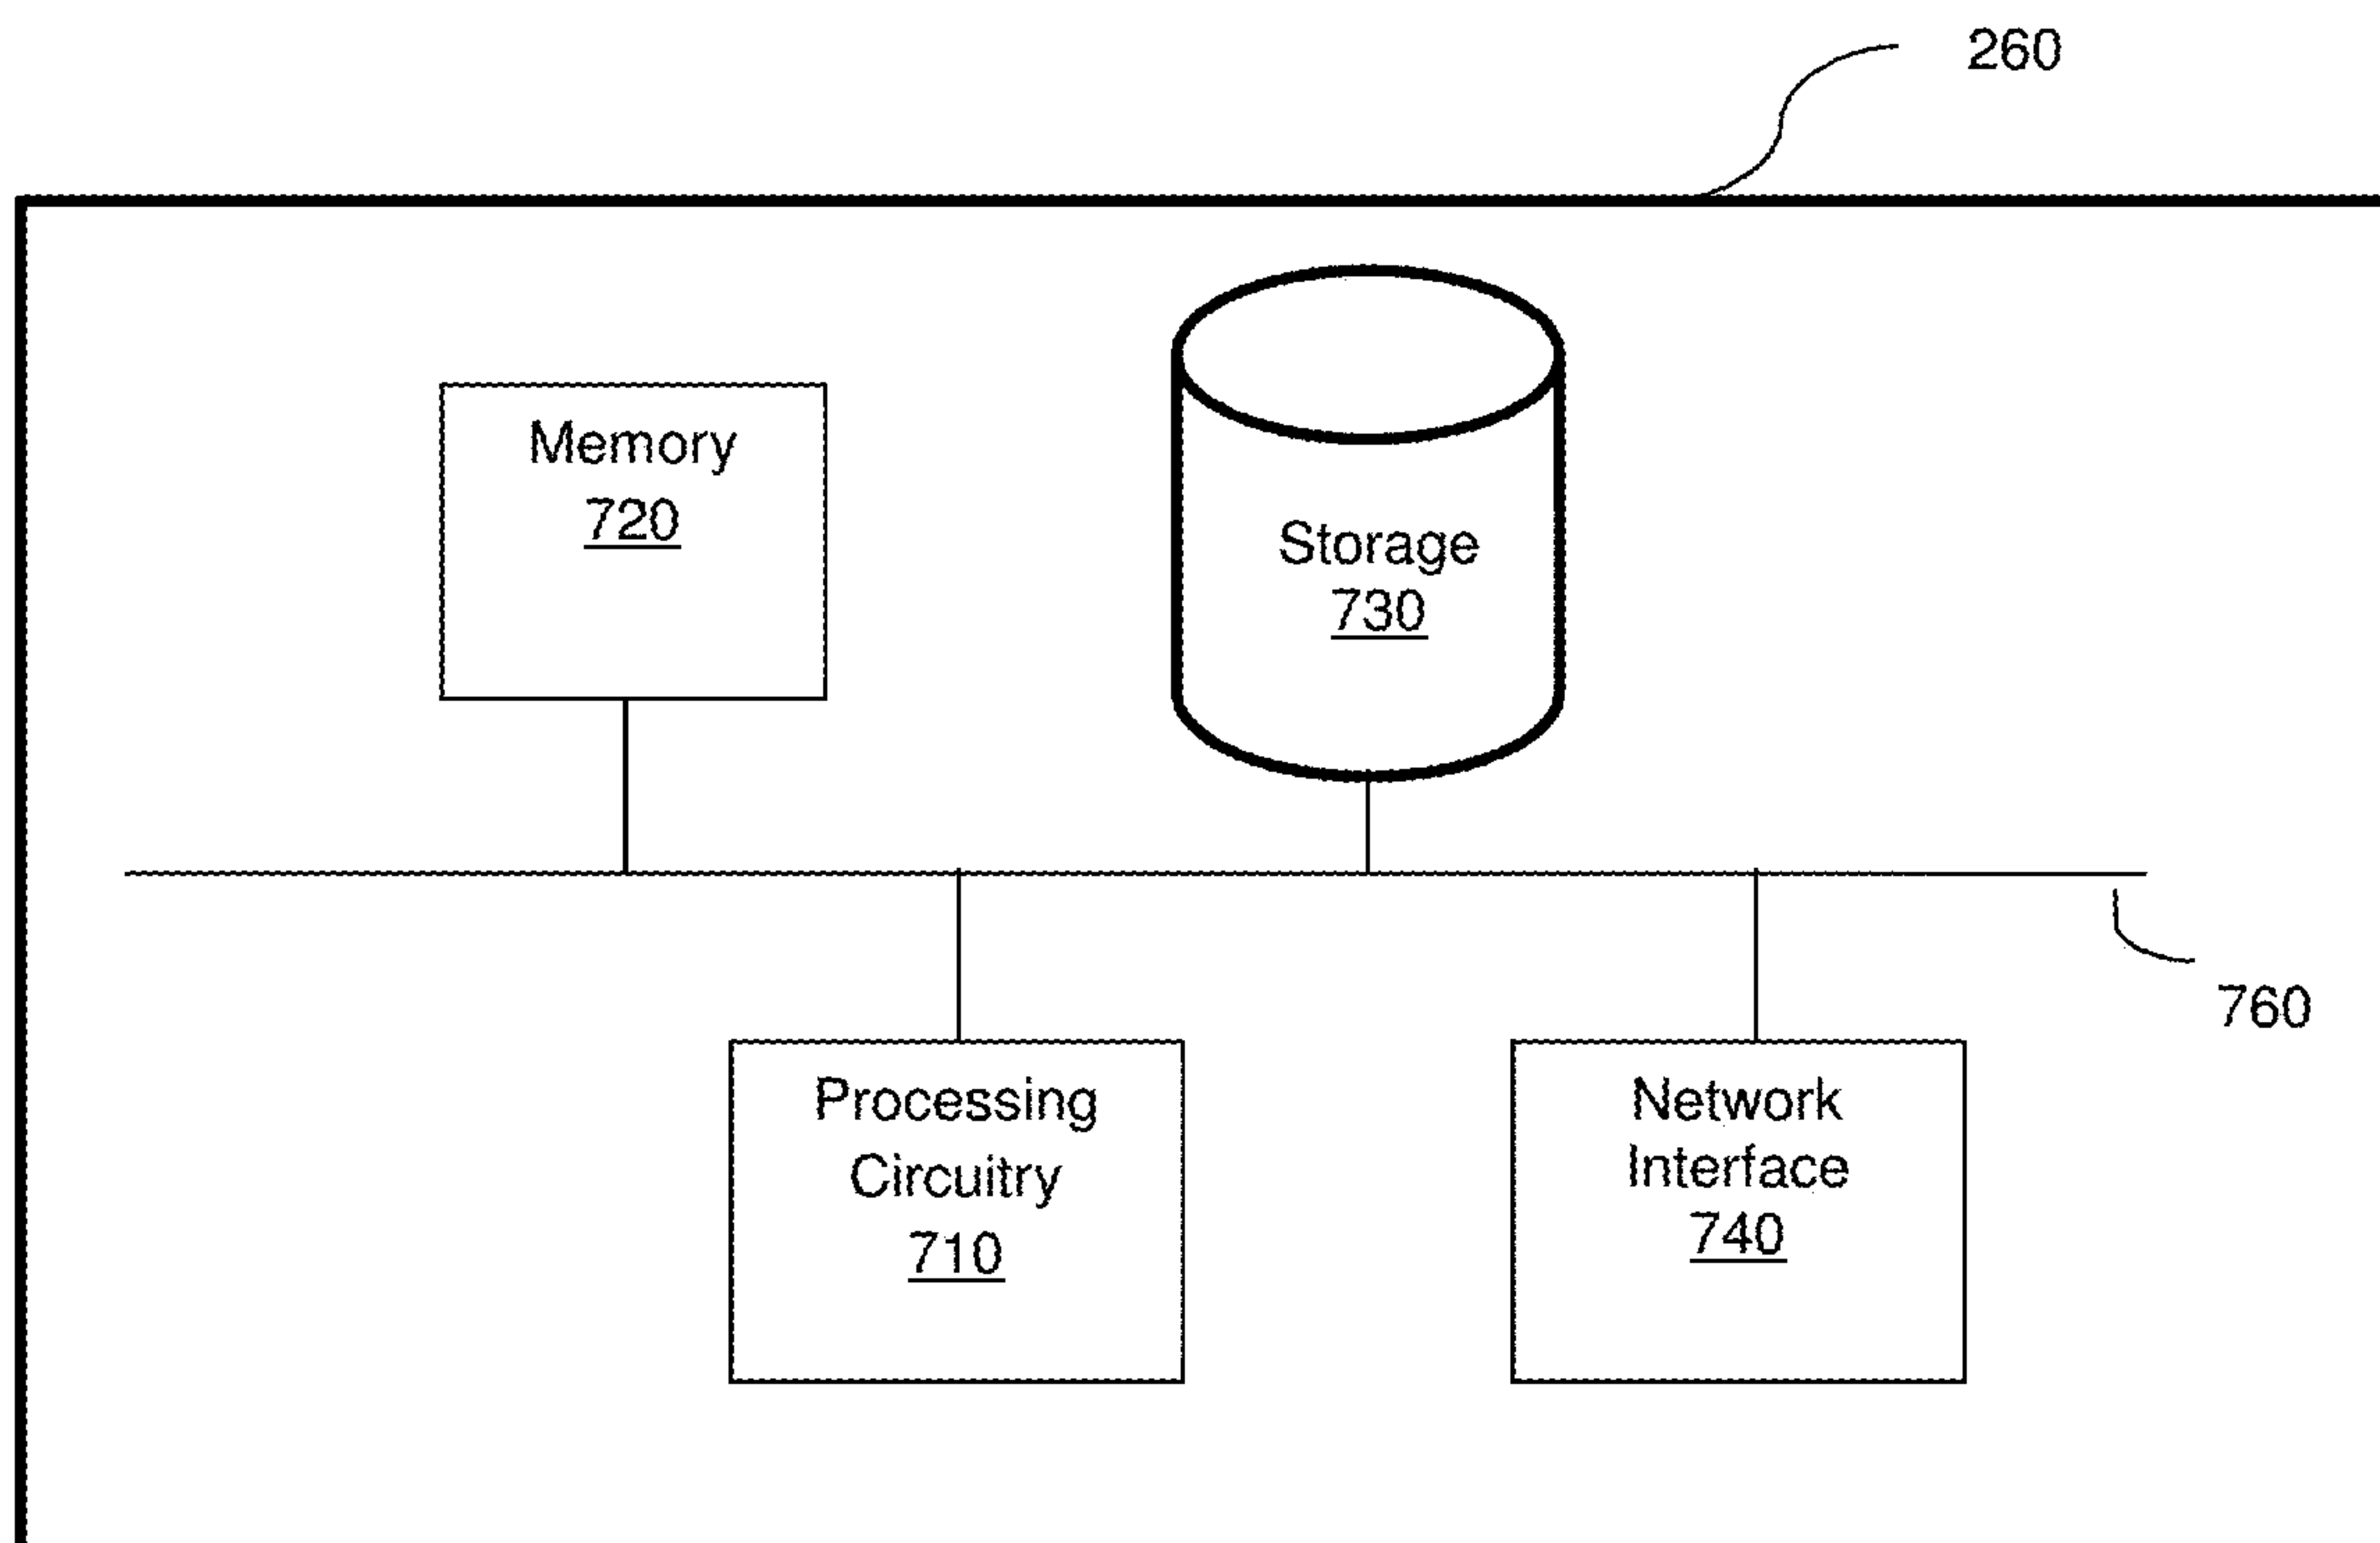 260
Memory
720
Storage
730
760
Processing
Circuitry
710
Network
Interface
740